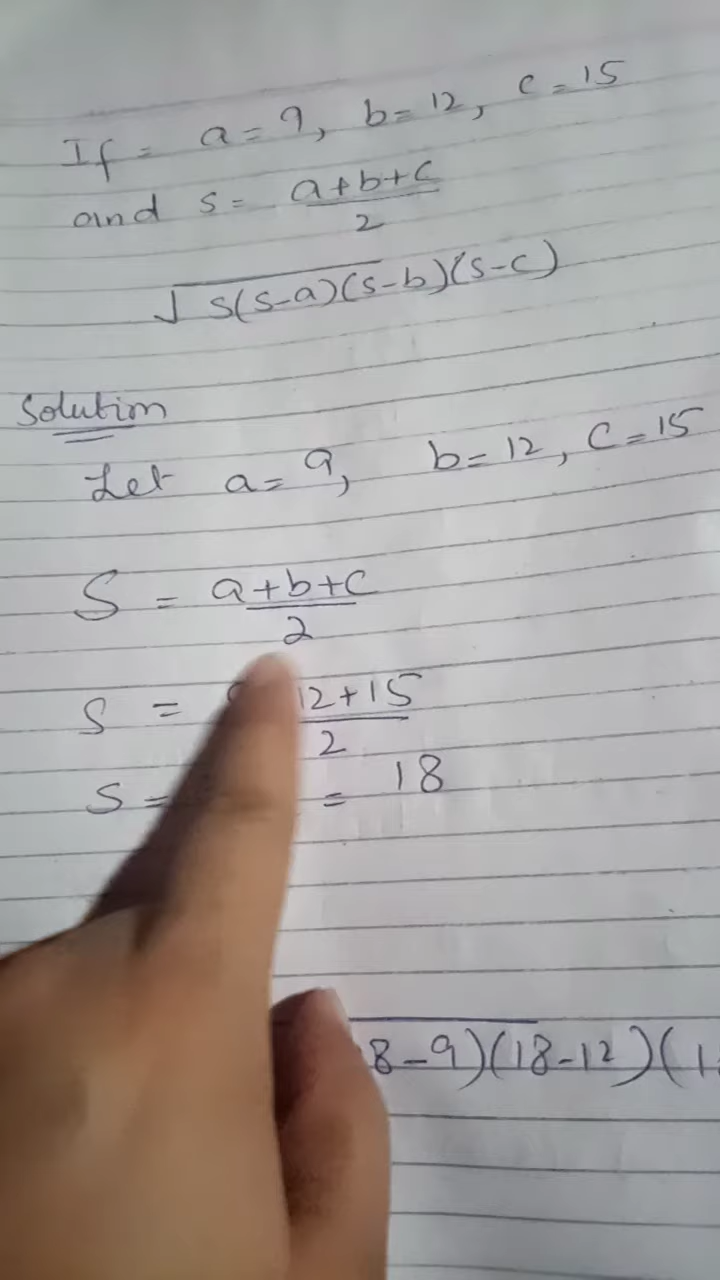 If = a = 9, b = 12, c = 15
and s = a+b+c
2
√ s(s-a)(s-b)(s-c)
Solution
Let a = 9, b = 12, C = 15
S = a+b+c
2
S = 12+15
2
S = = 18
8-9)(18-12)(1